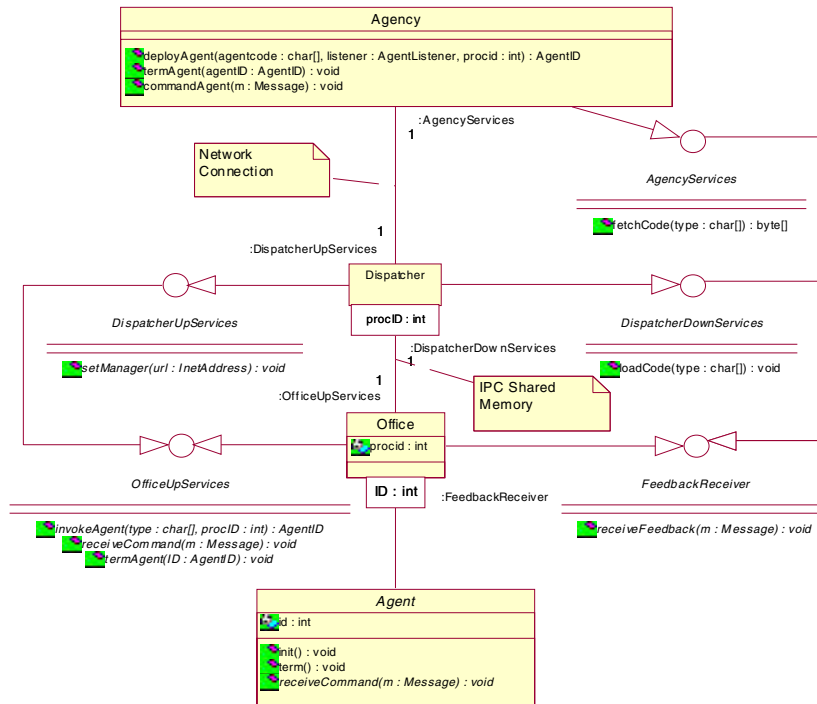 Agency
deployAgent(agentcode : char[], listener : AgentListener, procid : int) : AgentID
termAgent(agentID : AgentID) : void
commandAgent(m : Message) : void
:AgencyServices
1
Network
Connection
AgencyServices
fetchCode(type : char[]) : byte[]
1
:DispatcherUpServices
Dispatcher
procID : int
DispatcherUpServices
setManager(url : InetAddress) : void
DispatcherDownServices
loadCode(type : char[]) : void
:DispatcherDownServices
1
IPC Shared
Memory
1
:OfficeUpServices
Office
procid : int
ID : int
:FeedbackReceiver
OfficeUpServices
invokeAgent(type : char[], procID : int) : AgentID
receiveCommand(m : Message) : void
termAgent(ID : AgentID) : void
FeedbackReceiver
receiveFeedback(m : Message) : void
Agent
id : int
init() : void
term() : void
receiveCommand(m : Message) : void